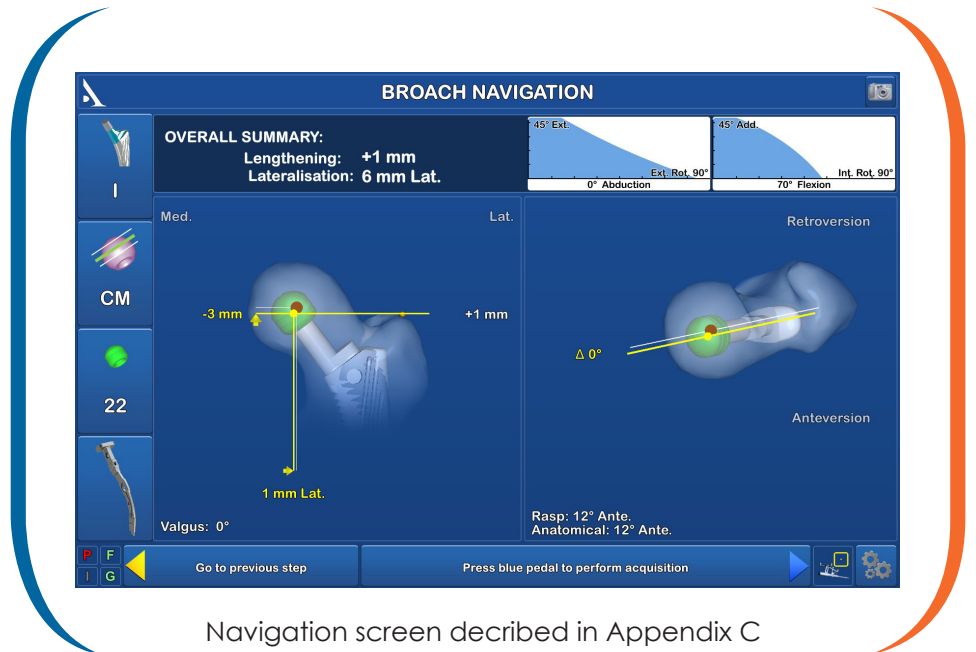 BROACH NAVIGATION
I
CM
22
OVERALL SUMMARY:
Lengthening: +1 mm
Lateralisation: 6 mm Lat.
45° Ext.
Ext. Rot. 90°
0° Abduction
45° Add.
Int. Rot. 90°
70° Flexion
Med.
Lat.
-3 mm
+1 mm
1 mm Lat.
Valgus: 0°
Retroversion
Δ 0°
Anteversion
Rasp: 12° Ante.
Anatomical: 12° Ante.
P F
I G
Go to previous step
Press blue pedal to perform acquisition
Navigation screen decribed in Appendix C